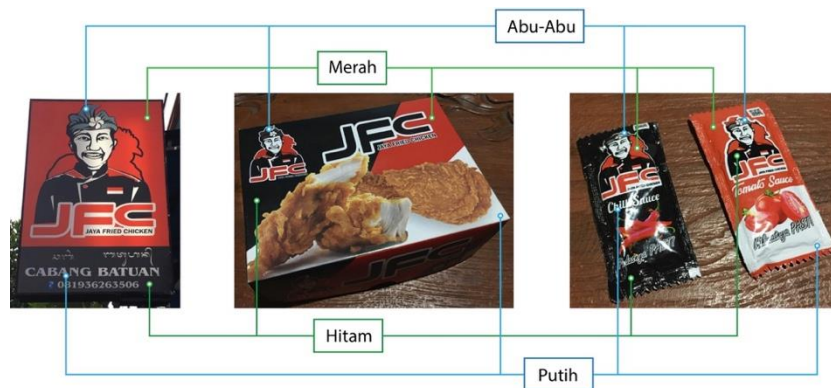 Abu-Abu
Merah
JFC
JAYA FRIED CHICKEN
CABANG BATUAN
081936263506
JFC
JFC
JAYA FRIED CHICKEN
JFC
JFC
Chilli Sauce
JFC
Tomato Sauce
Hitam
Putih